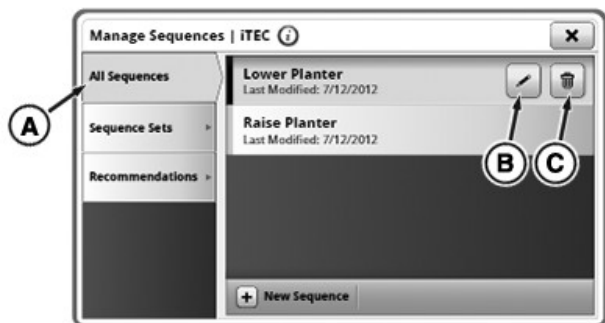 Manage Sequences | iTEC i
All Sequences
Sequence Sets
Recommendations
Lower Planter
Last Modified: 7/12/2012
Raise Planter
Last Modified: 7/12/2012
New Sequence
A
B
C